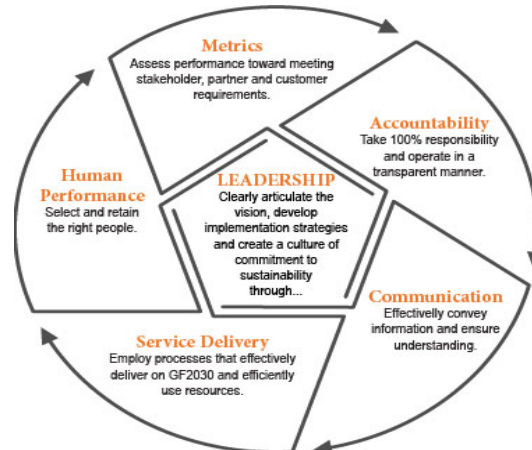 Metrics
Assess performance toward meeting
stakeholder, partner and customer
requirements.
Accountability
Take 100% responsibility
and operate in a
transparent manner.
Human
Performance
Select and retain
the right people.
LEADERSHIP
Clearly articulate the
vision, develop
implementation strategies
and create a culture of
commitment to
sustainability
through...
Communication
Effectivelly convey
information and ensure
understanding.
Service Delivery
Employ processes that effectively
deliver on GF2030 and efficiently
use resources.